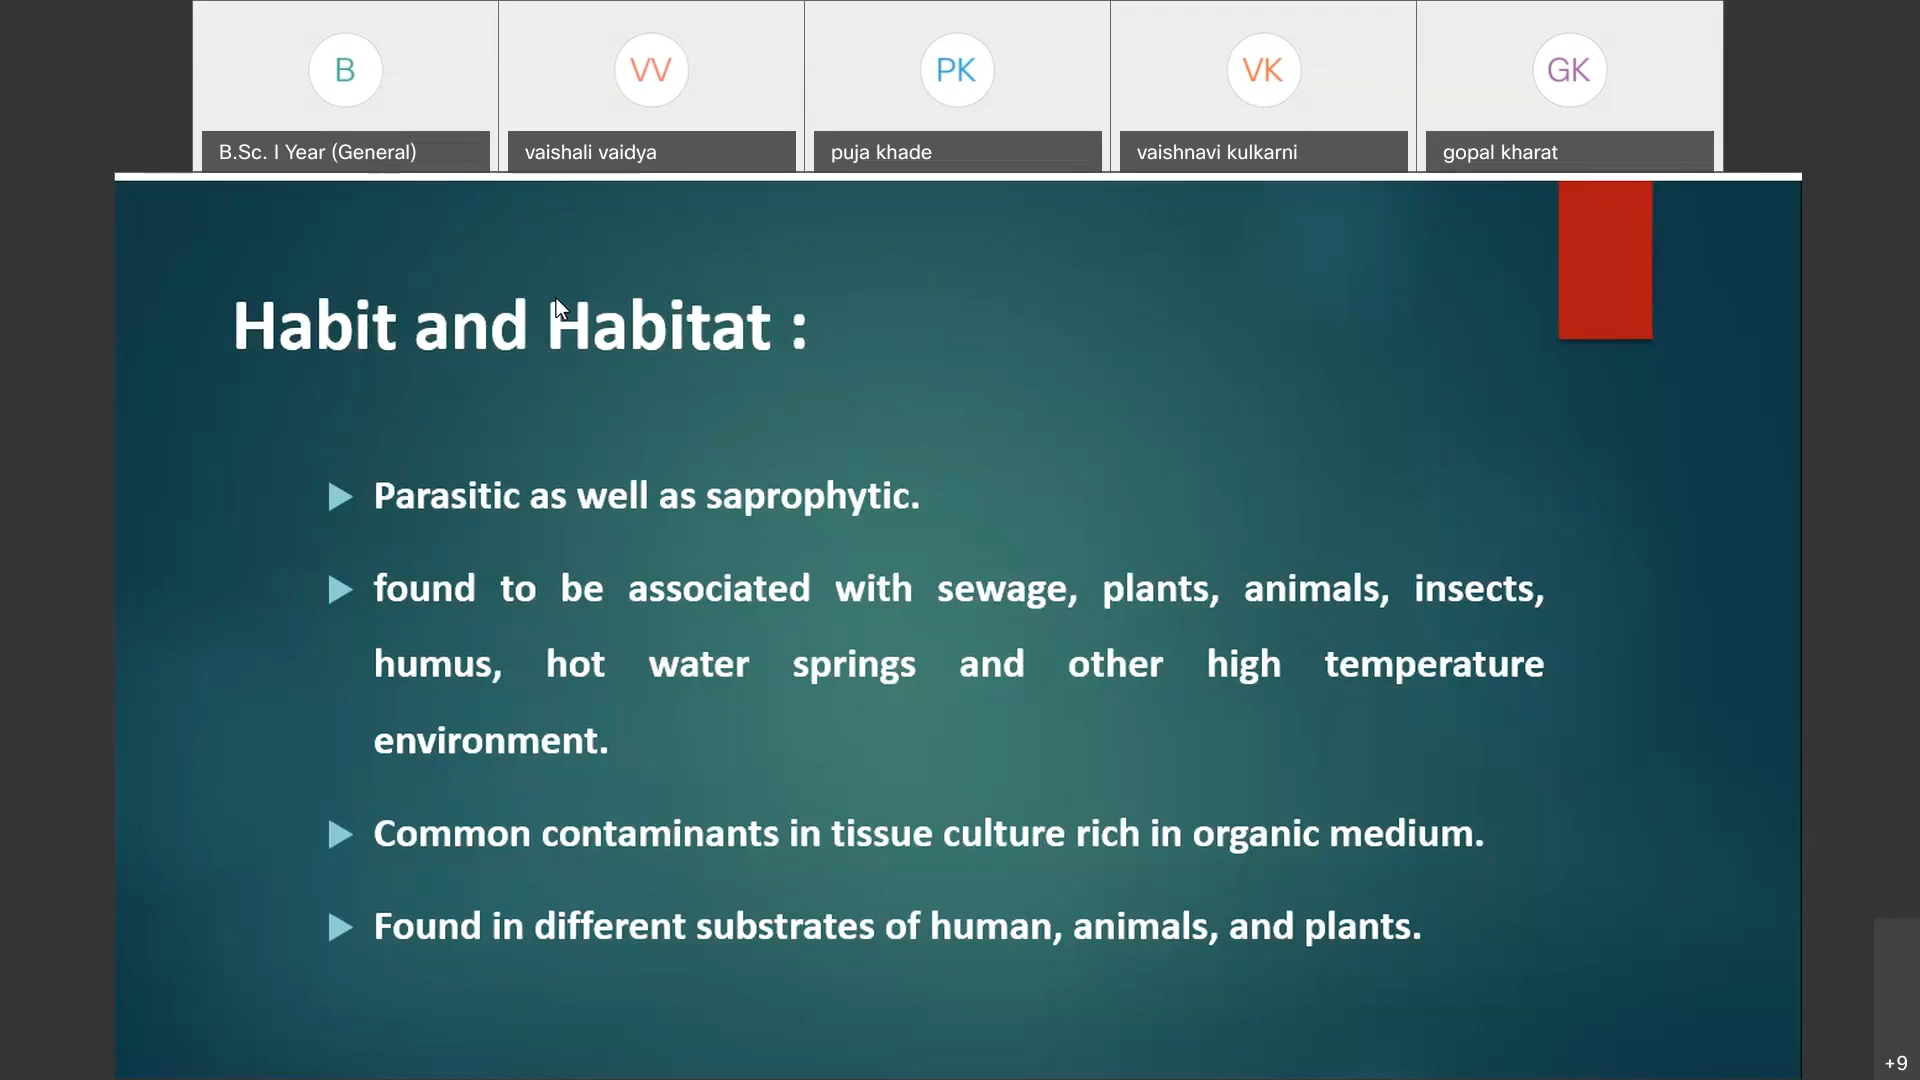 B
VV
PK
VK
GK
B.Sc. I Year (General)
vaishali vaidya
puja khade
vaishnavi kulkarni
gopal kharat
Habit and Habitat :
Parasitic as well as saprophytic.
found to be associated with sewage, plants, animals, insects,
humus, hot water springs and other high temperature
environment.
Common contaminants in tissue culture rich in organic medium.
Found in different substrates of human, animals, and plants.
+9